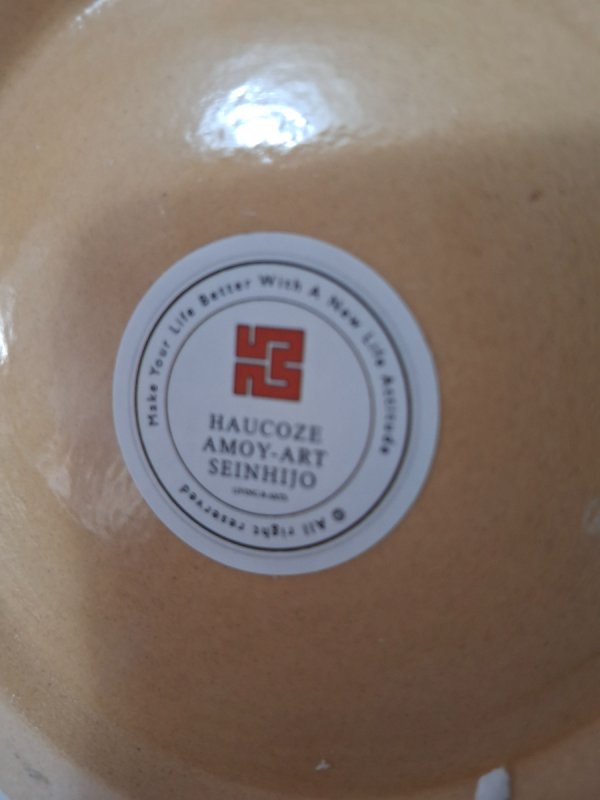 Make Your Life Better With A New Life Attitude
HAUCOZE
AMOY-ART
SEINHIJO
© All right reserved